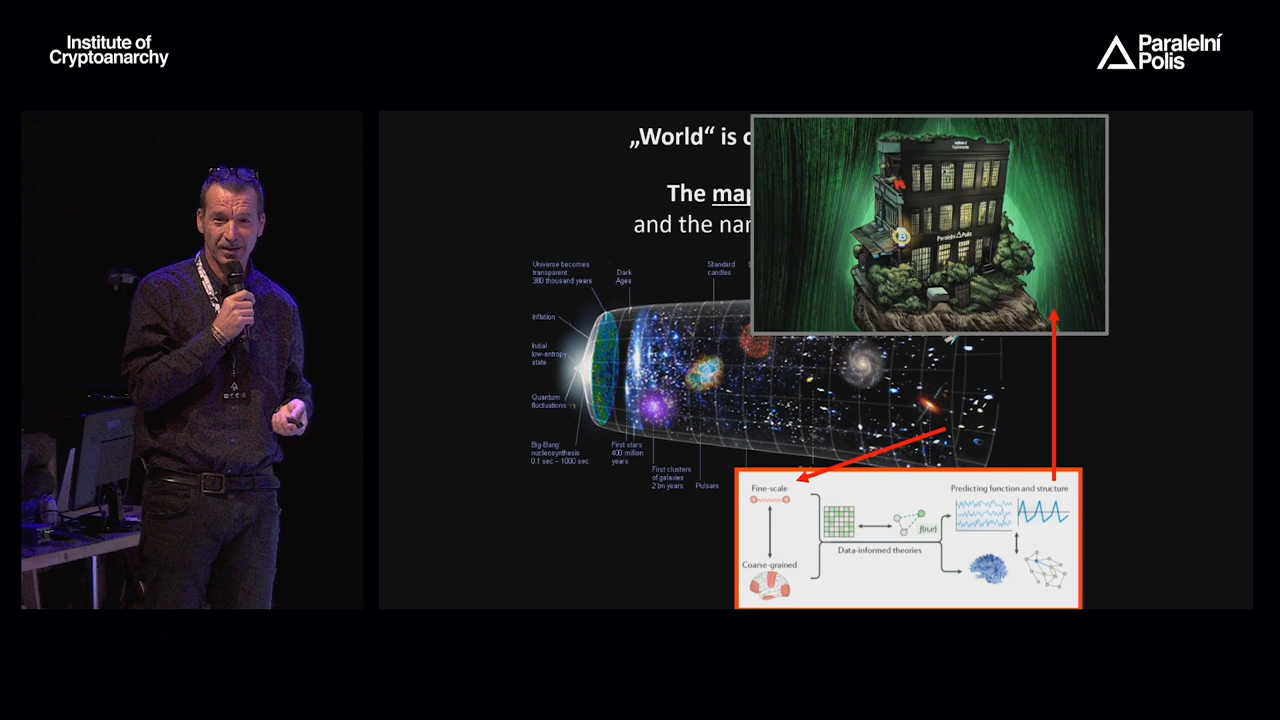 Institute of
Cryptoanarchy
Paralelní
Polis
„World“ is
The map
and the nar
Universe becomes
transparent
380 thousand years
Dark
Ages
Standard
candles
Inflation
Initial
low-entropy
state
Quantum
fluctuations
Big-Bang
nucleosynthesis
0.1 sec – 1000 sec
First stars
400 million
years
First clusters
of galaxies
2 bn years
Pulsars
Paralelní Polis
Fine-scale
Coarse-grained
f(n,e)
Data-informed theories
Predicting function and structure